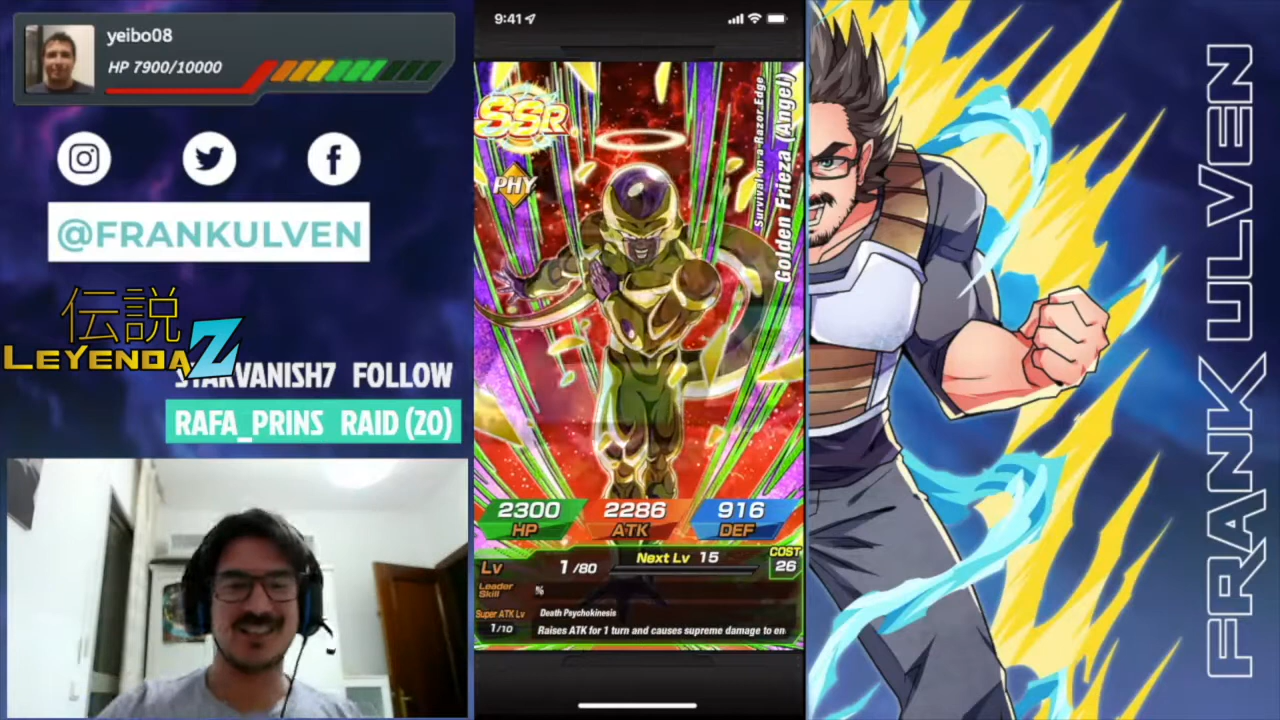 yeibo08
HP 7900/10000
@FRANKULVEN
伝説
LEYENDA Z
STARVANISH7 FOLLOW
RAFA_PRINS RAID (20)
9:41
SSR
PHY
Survival on a Razor Edge
Golden Frieza (Angel)
2300
HP
2286
ATK
916
DEF
Lv 1/80
Next Lv 15
COST
26
Leader Skill %
Super ATK Lv
1/10
Death Psychokinesis
Raises ATK for 1 turn and causes supreme damage to en
FRANK ULVEN